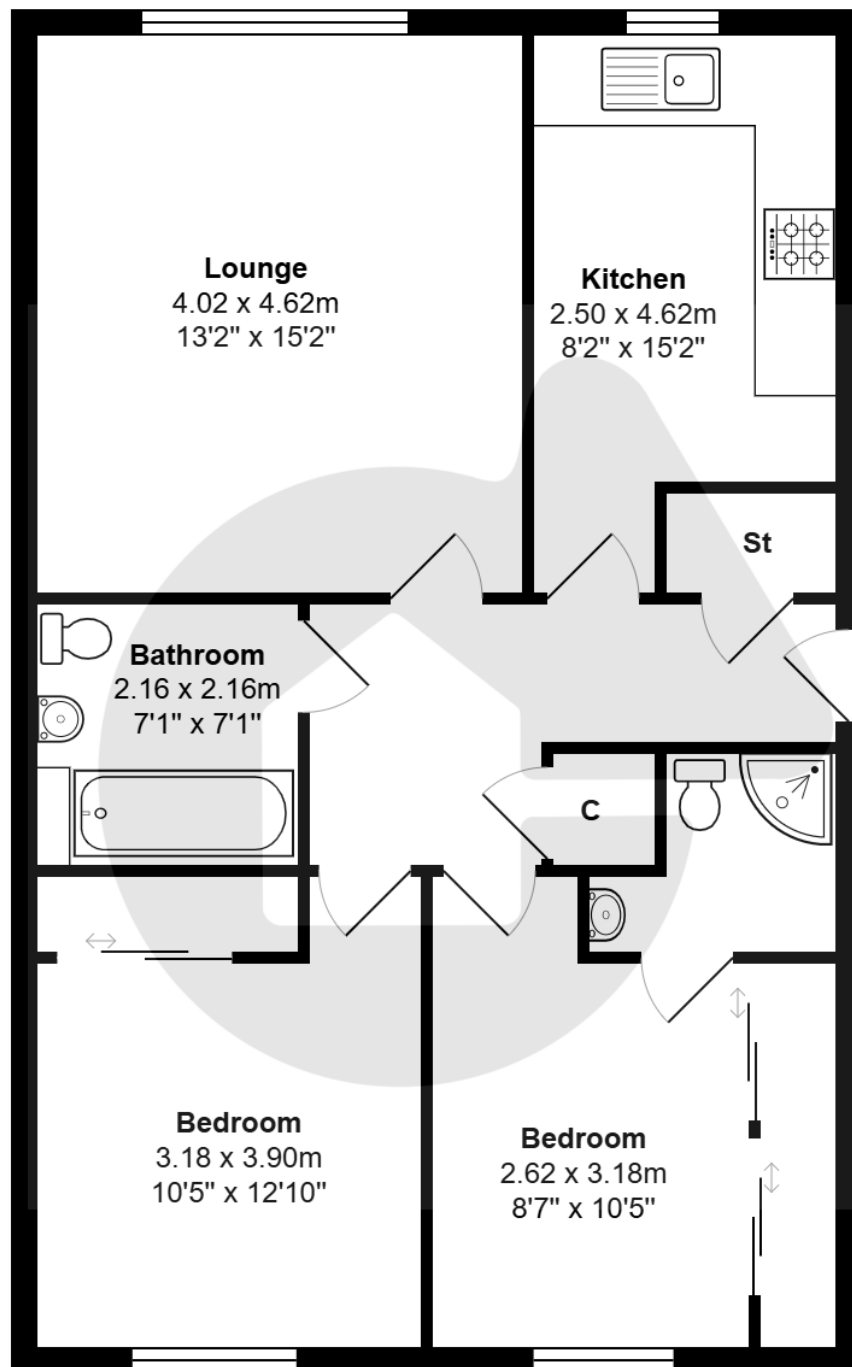 Lounge
4.02 x 4.62m
13'2" x 15'2"
Kitchen
2.50 x 4.62m
8'2" x 15'2"
St
Bathroom
2.16 x 2.16m
7'1" x 7'1"
C
Bedroom
3.18 x 3.90m
10'5" x 12'10"
Bedroom
2.62 x 3.18m
8'7" x 10'5"